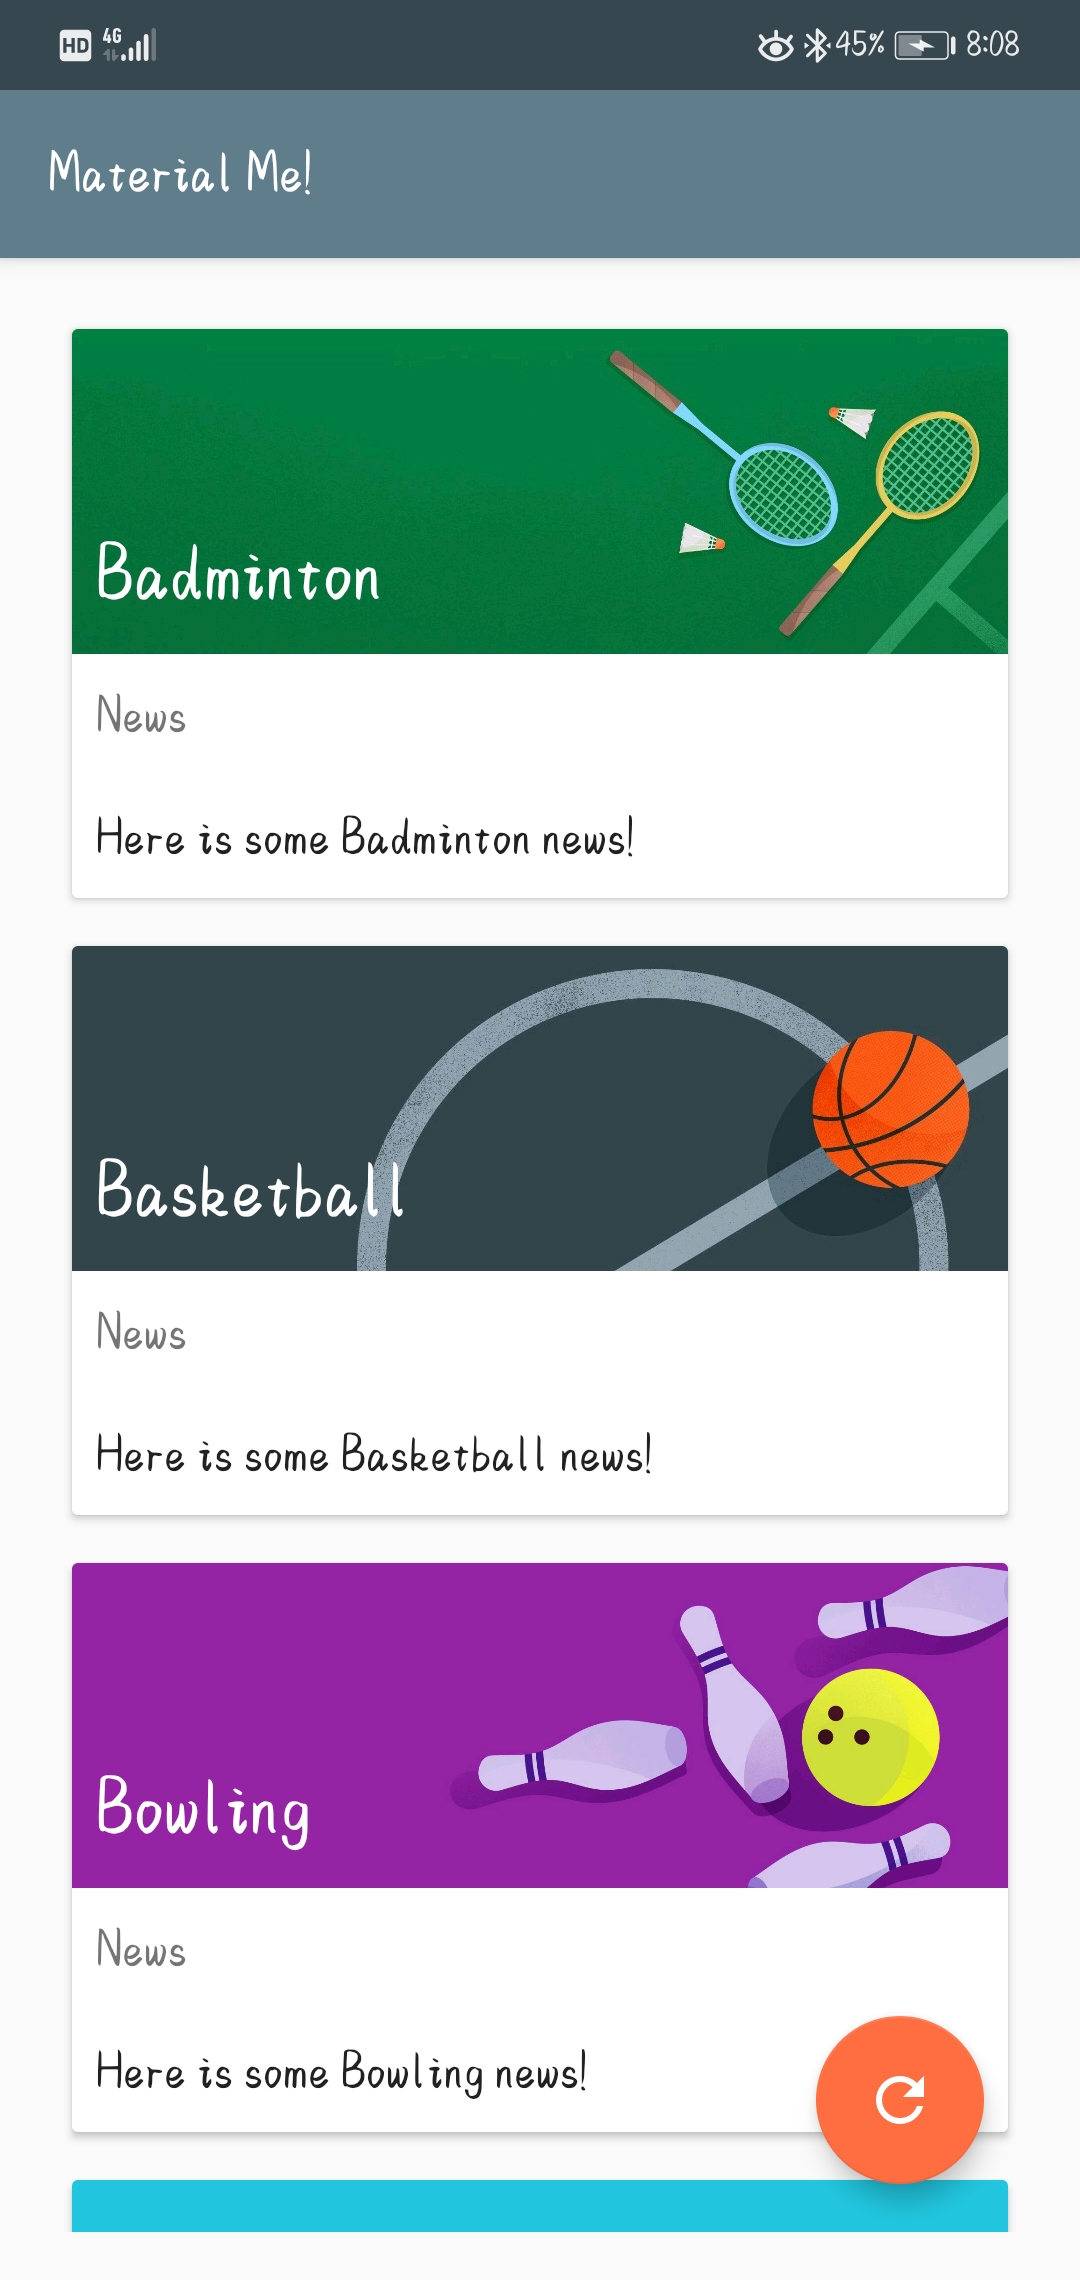 HD 4G 45% 8:08
Material Me!
Badminton
News
Here is some Badminton news!
Basketball
News
Here is some Basketball news!
Bowling
News
Here is some Bowling news!